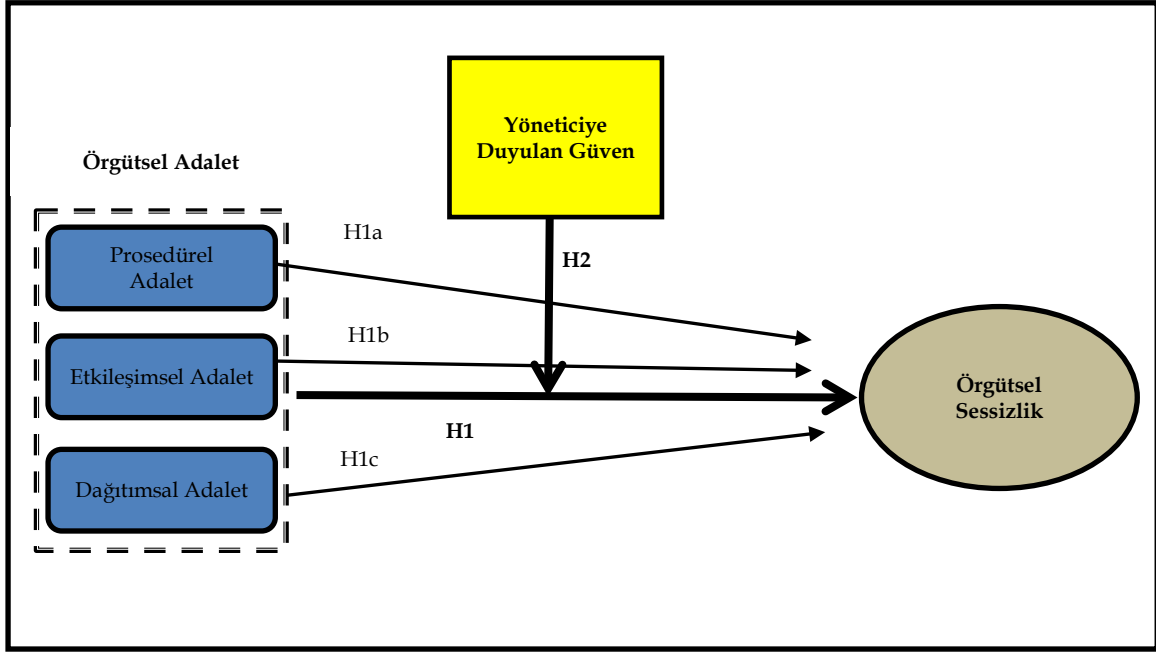 Yöneticiye
Duyulan Güven
Örgütsel Adalet
H1a
Prosedürel
Adalet
H2
H1b
Etkileşimsel Adalet
Örgütsel
Sessizlik
H1
H1c
Dağıtımsal Adalet